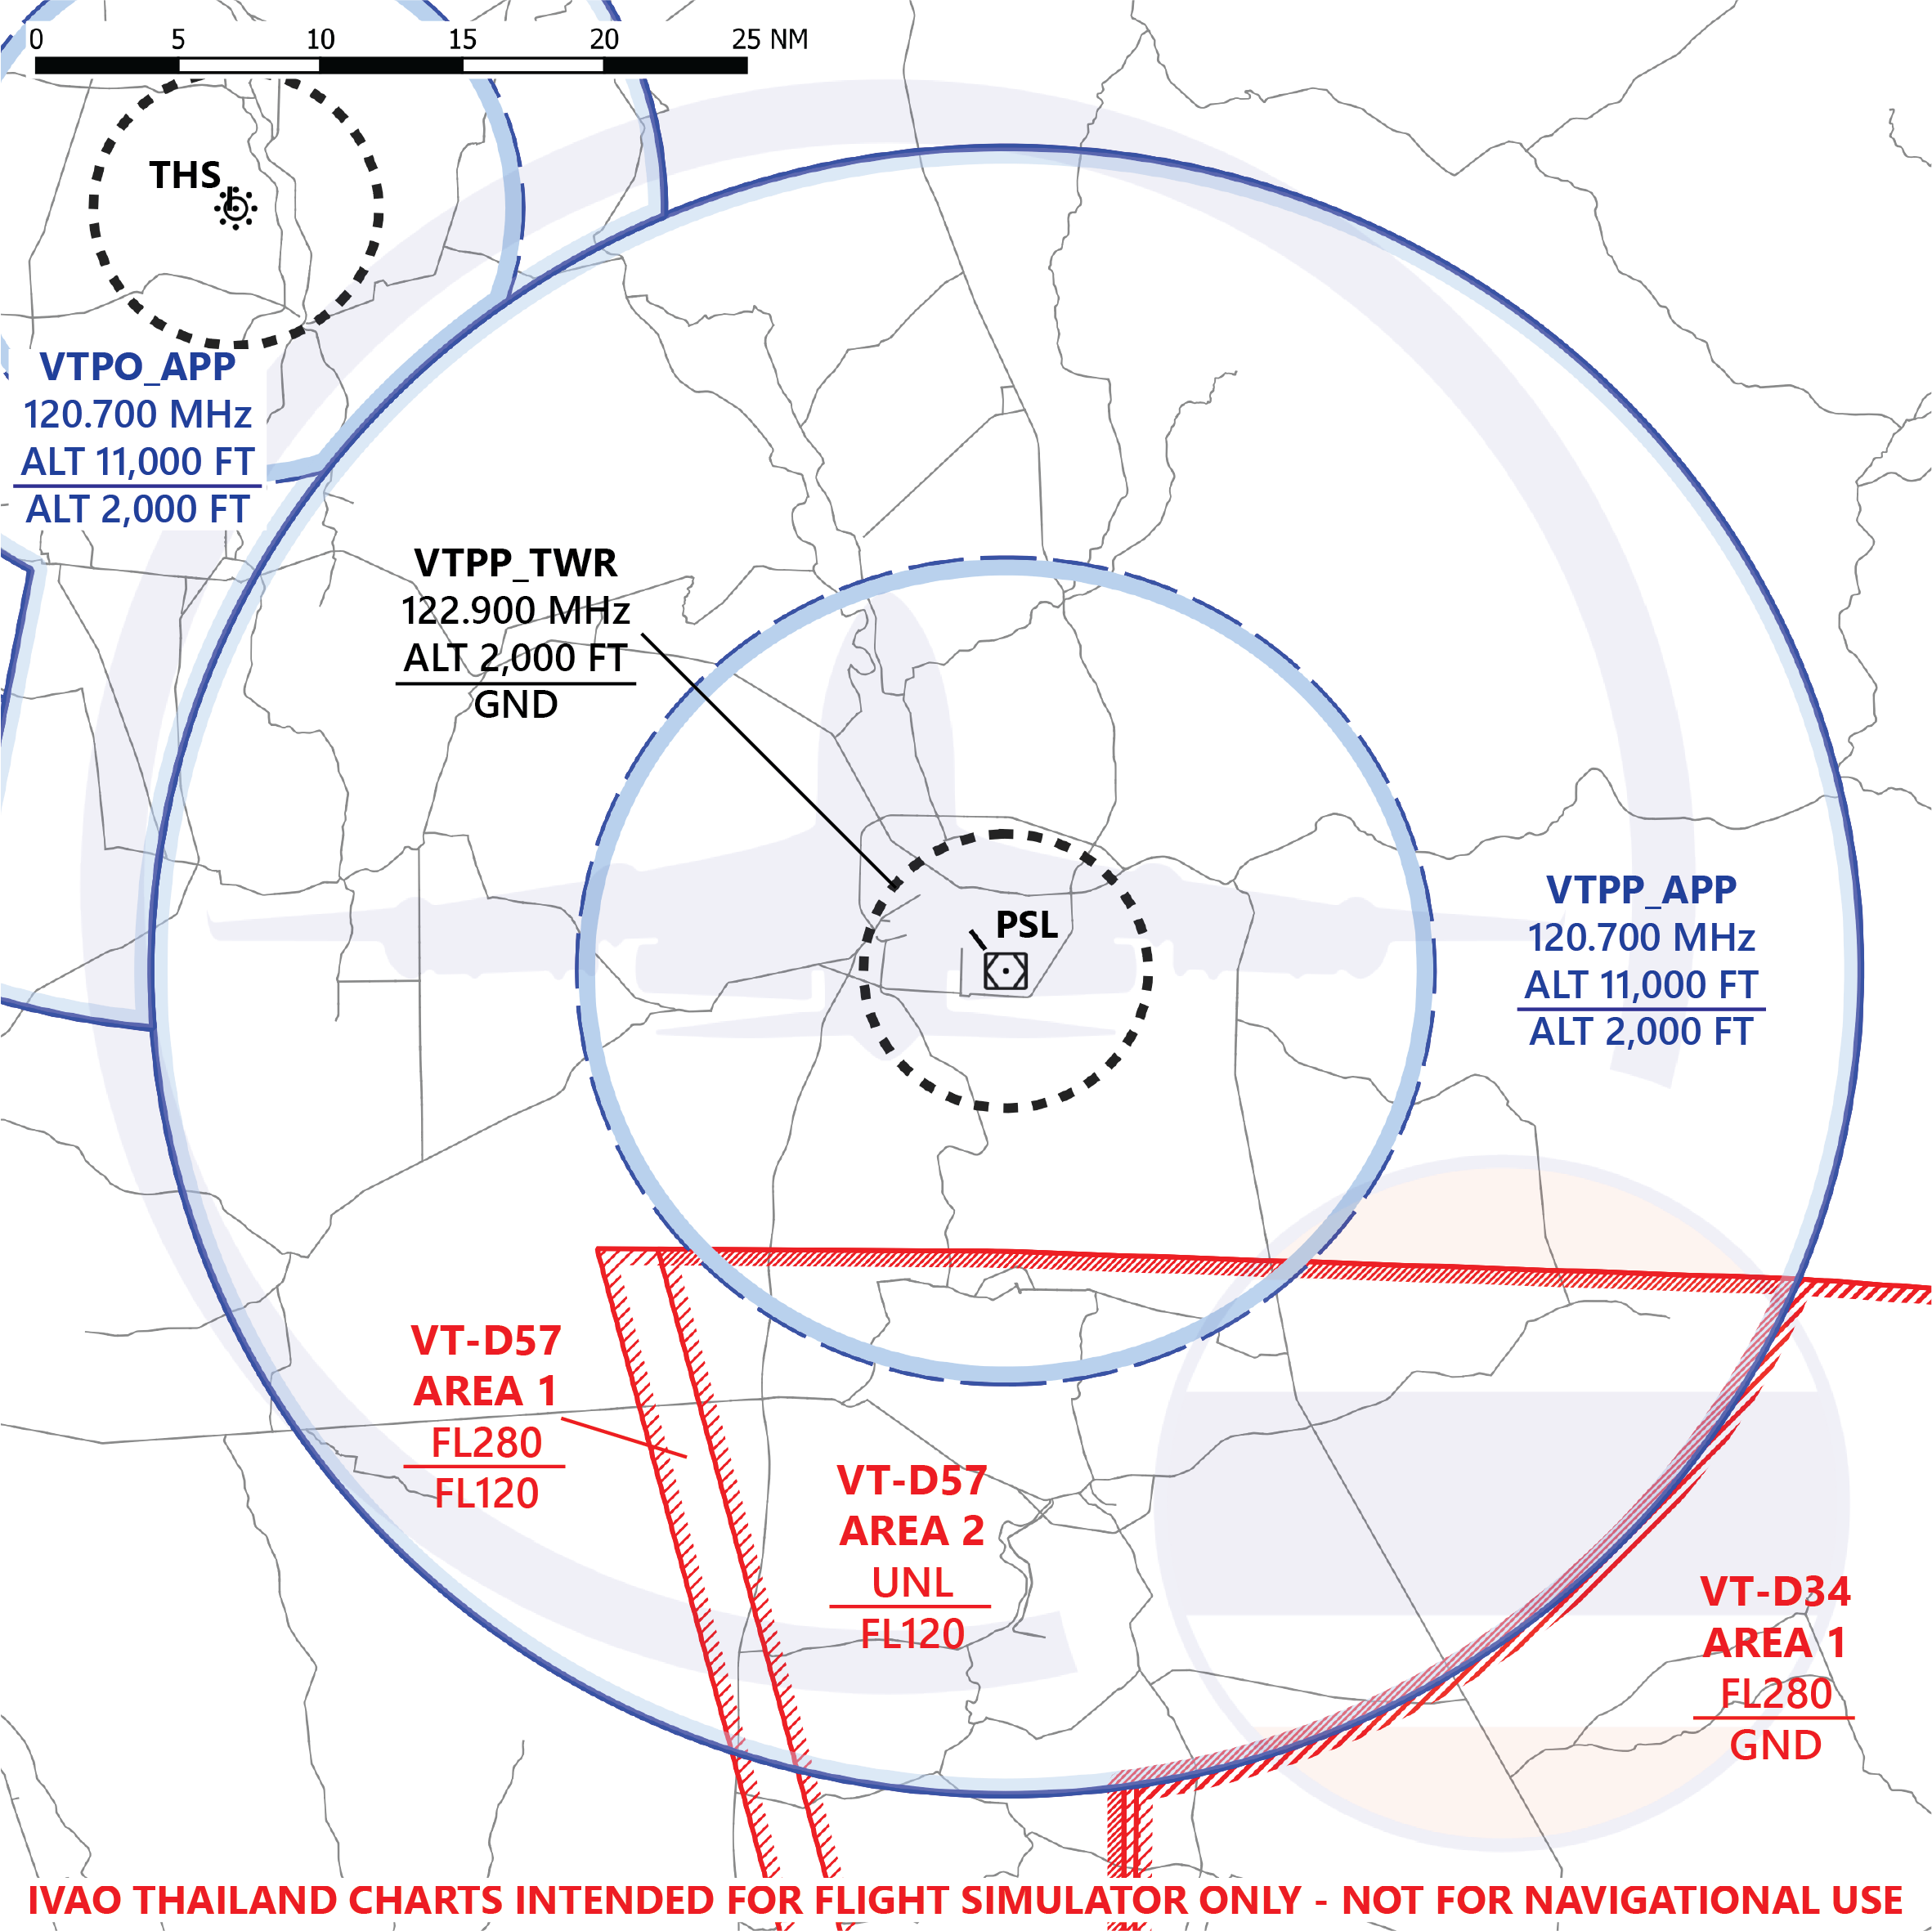 0 5 10 15 20 25 NM
THS
VTPO_APP
120.700 MHz
ALT 11,000 FT
ALT 2,000 FT
VTPP_TWR
122.900 MHz
ALT 2,000 FT
GND
PSL
VTPP_APP
120.700 MHz
ALT 11,000 FT
ALT 2,000 FT
VT-D57
AREA 1
FL280
FL120
VT-D57
AREA 2
UNL
FL120
VT-D34
AREA 1
FL280
GND
IVAO THAILAND CHARTS INTENDED FOR FLIGHT SIMULATOR ONLY - NOT FOR NAVIGATIONAL USE